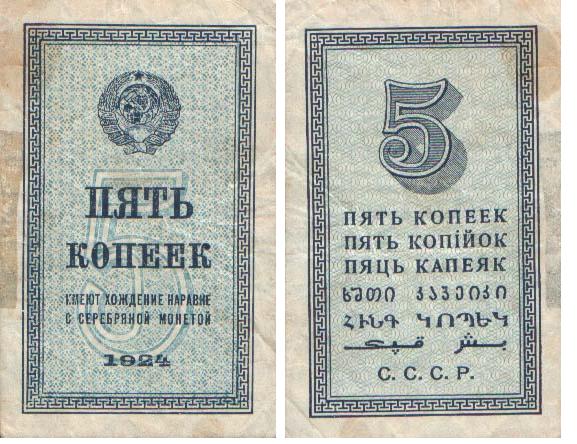 5
ПЯТЬ
КОПЕЕК
ИМЕЮТ ХОЖДЕНИЕ НАРАВНЕ
С СЕРЕБРЯНОЙ МОНЕТОЙ
1924
5
ПЯТЬ КОПЕЕК
ПЯТЬ КОПІЙОК
ПЯЦЬ КАПЕЯК
ხუთი კაპეიკი
ՀԻՆԳ ԿՈՊԵԿ
بش قپك
С. С. С. Р.